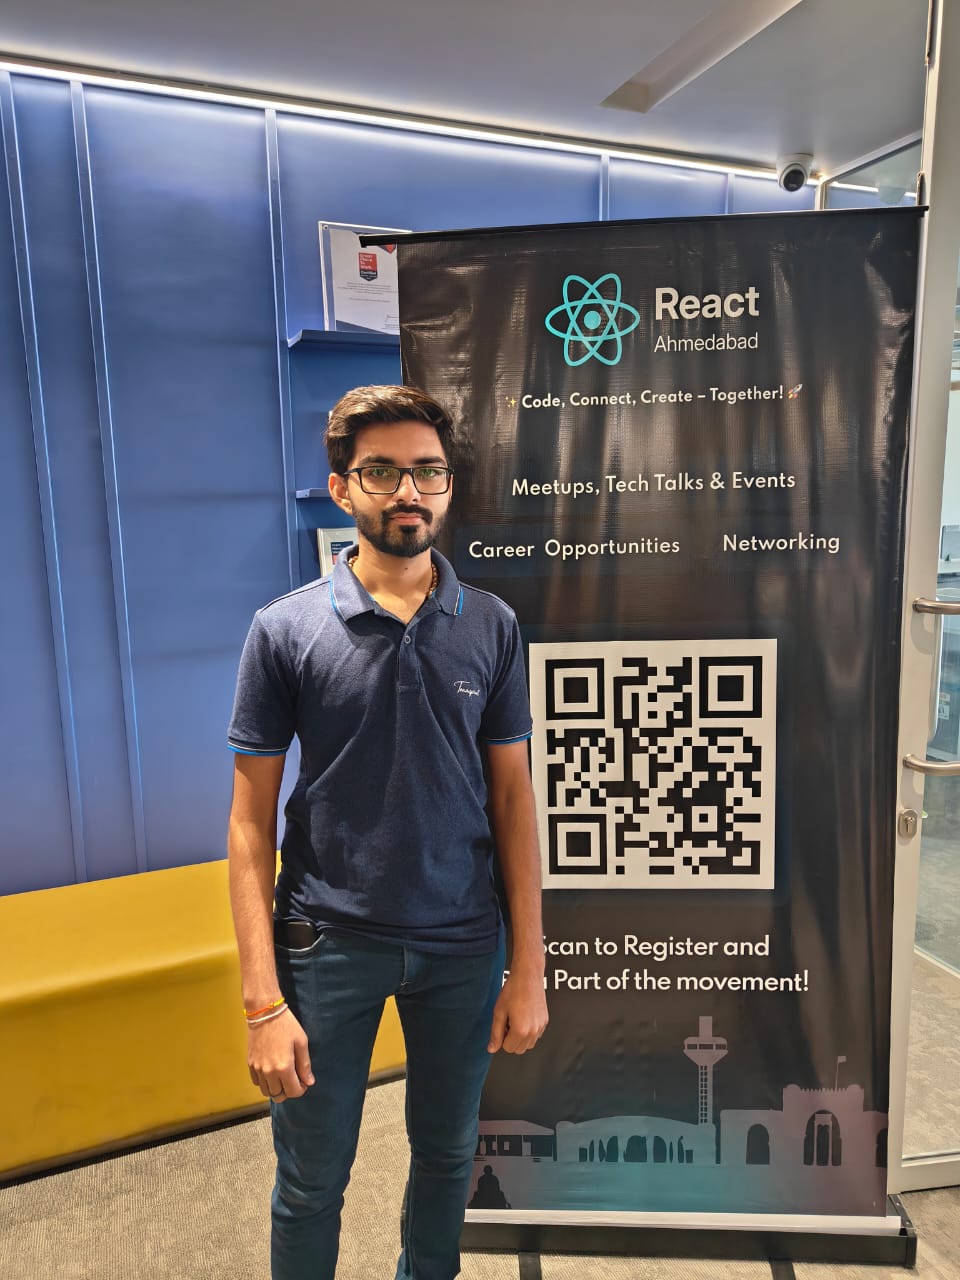 React
Ahmedabad
✨ Code, Connect, Create – Together! 🚀
Meetups, Tech Talks & Events
Career Opportunities
Networking
Scan to Register and
a Part of the movement!